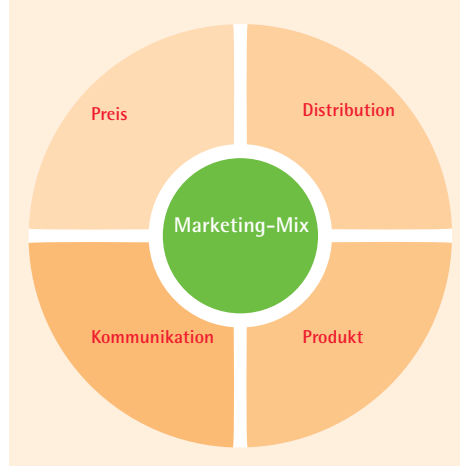 Preis
Distribution
Marketing-Mix
Kommunikation
Produkt